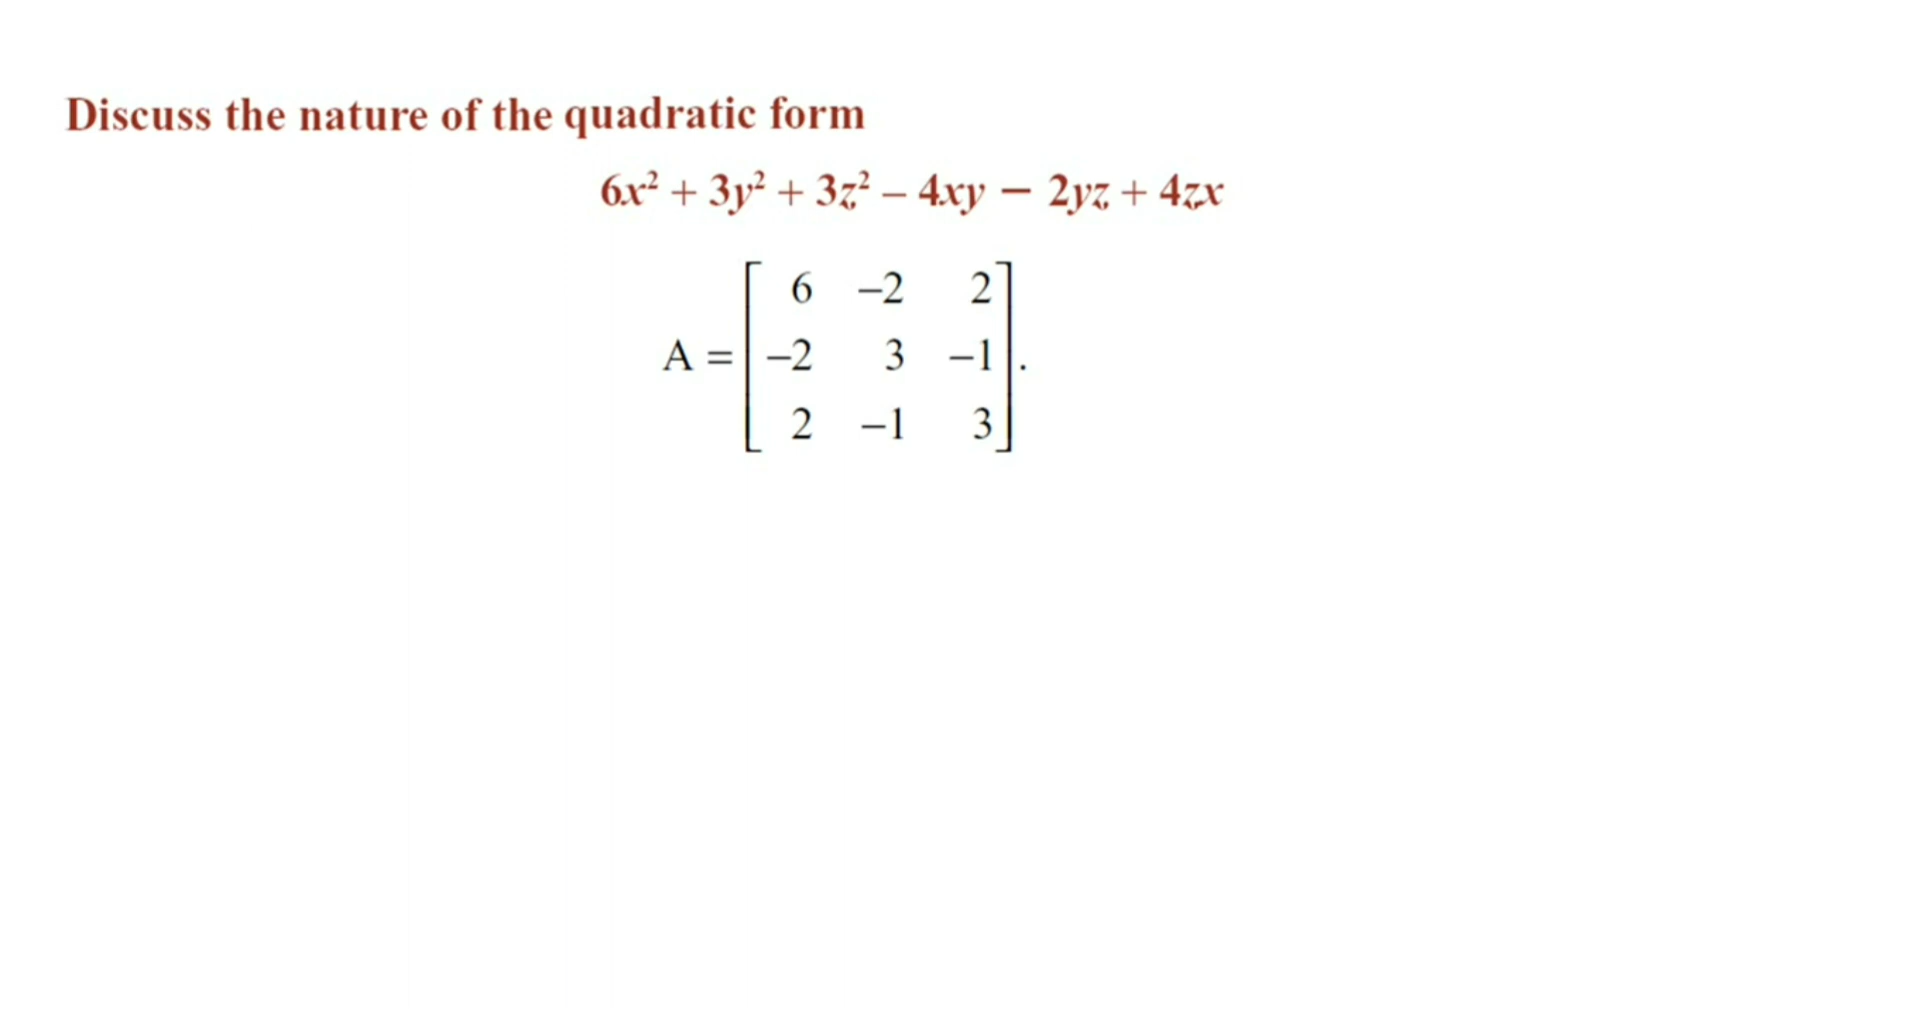 Discuss the nature of the quadratic form
6x² + 3y² + 3z² – 4xy – 2yz + 4zx
6 –2 2
A = –2 3 –1 .
2 –1 3